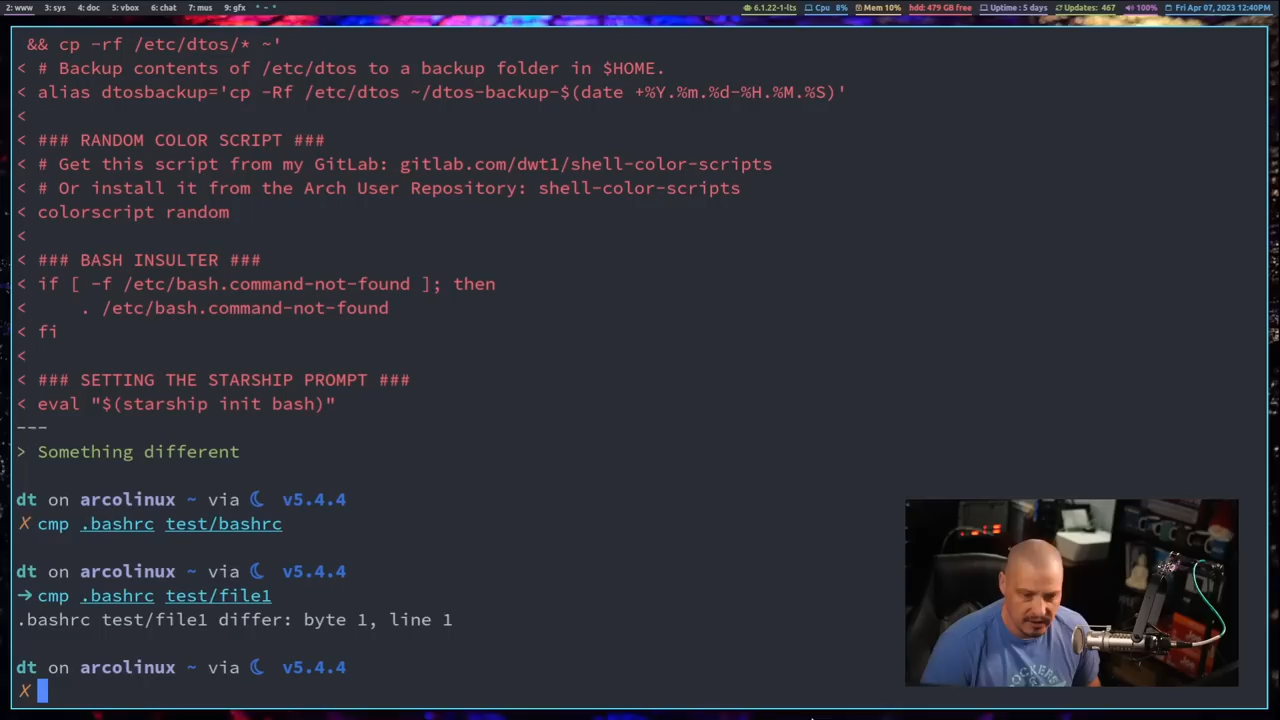 2: www 3: sys 4: doc 5: vbox 6: chat 7: mus 9: gfx * - * 6.1.22-1-lts Cpu 8% Mem 10% hdd: 479 GB free Uptime : 5 days Updates: 467 100% Fri Apr 07, 2023 12:40PM
&& cp -rf /etc/dtos/* ~'
< # Backup contents of /etc/dtos to a backup folder in $HOME.
< alias dtosbackup='cp -Rf /etc/dtos ~/dtos-backup-$(date +%Y.%m.%d-%H.%M.%S)'
<
< ### RANDOM COLOR SCRIPT ###
< # Get this script from my GitLab: gitlab.com/dwt1/shell-color-scripts
< # Or install it from the Arch User Repository: shell-color-scripts
< colorscript random
<
< ### BASH INSULTER ###
< if [ -f /etc/bash.command-not-found ]; then
<     . /etc/bash.command-not-found
< fi
<
< ### SETTING THE STARSHIP PROMPT ###
< eval "$(starship init bash)"
---
> Something different
dt on arcolinux ~ via ☾ v5.4.4
✗ cmp .bashrc test/bashrc
dt on arcolinux ~ via ☾ v5.4.4
➜ cmp .bashrc test/file1
.bashrc test/file1 differ: byte 1, line 1
dt on arcolinux ~ via ☾ v5.4.4
✗